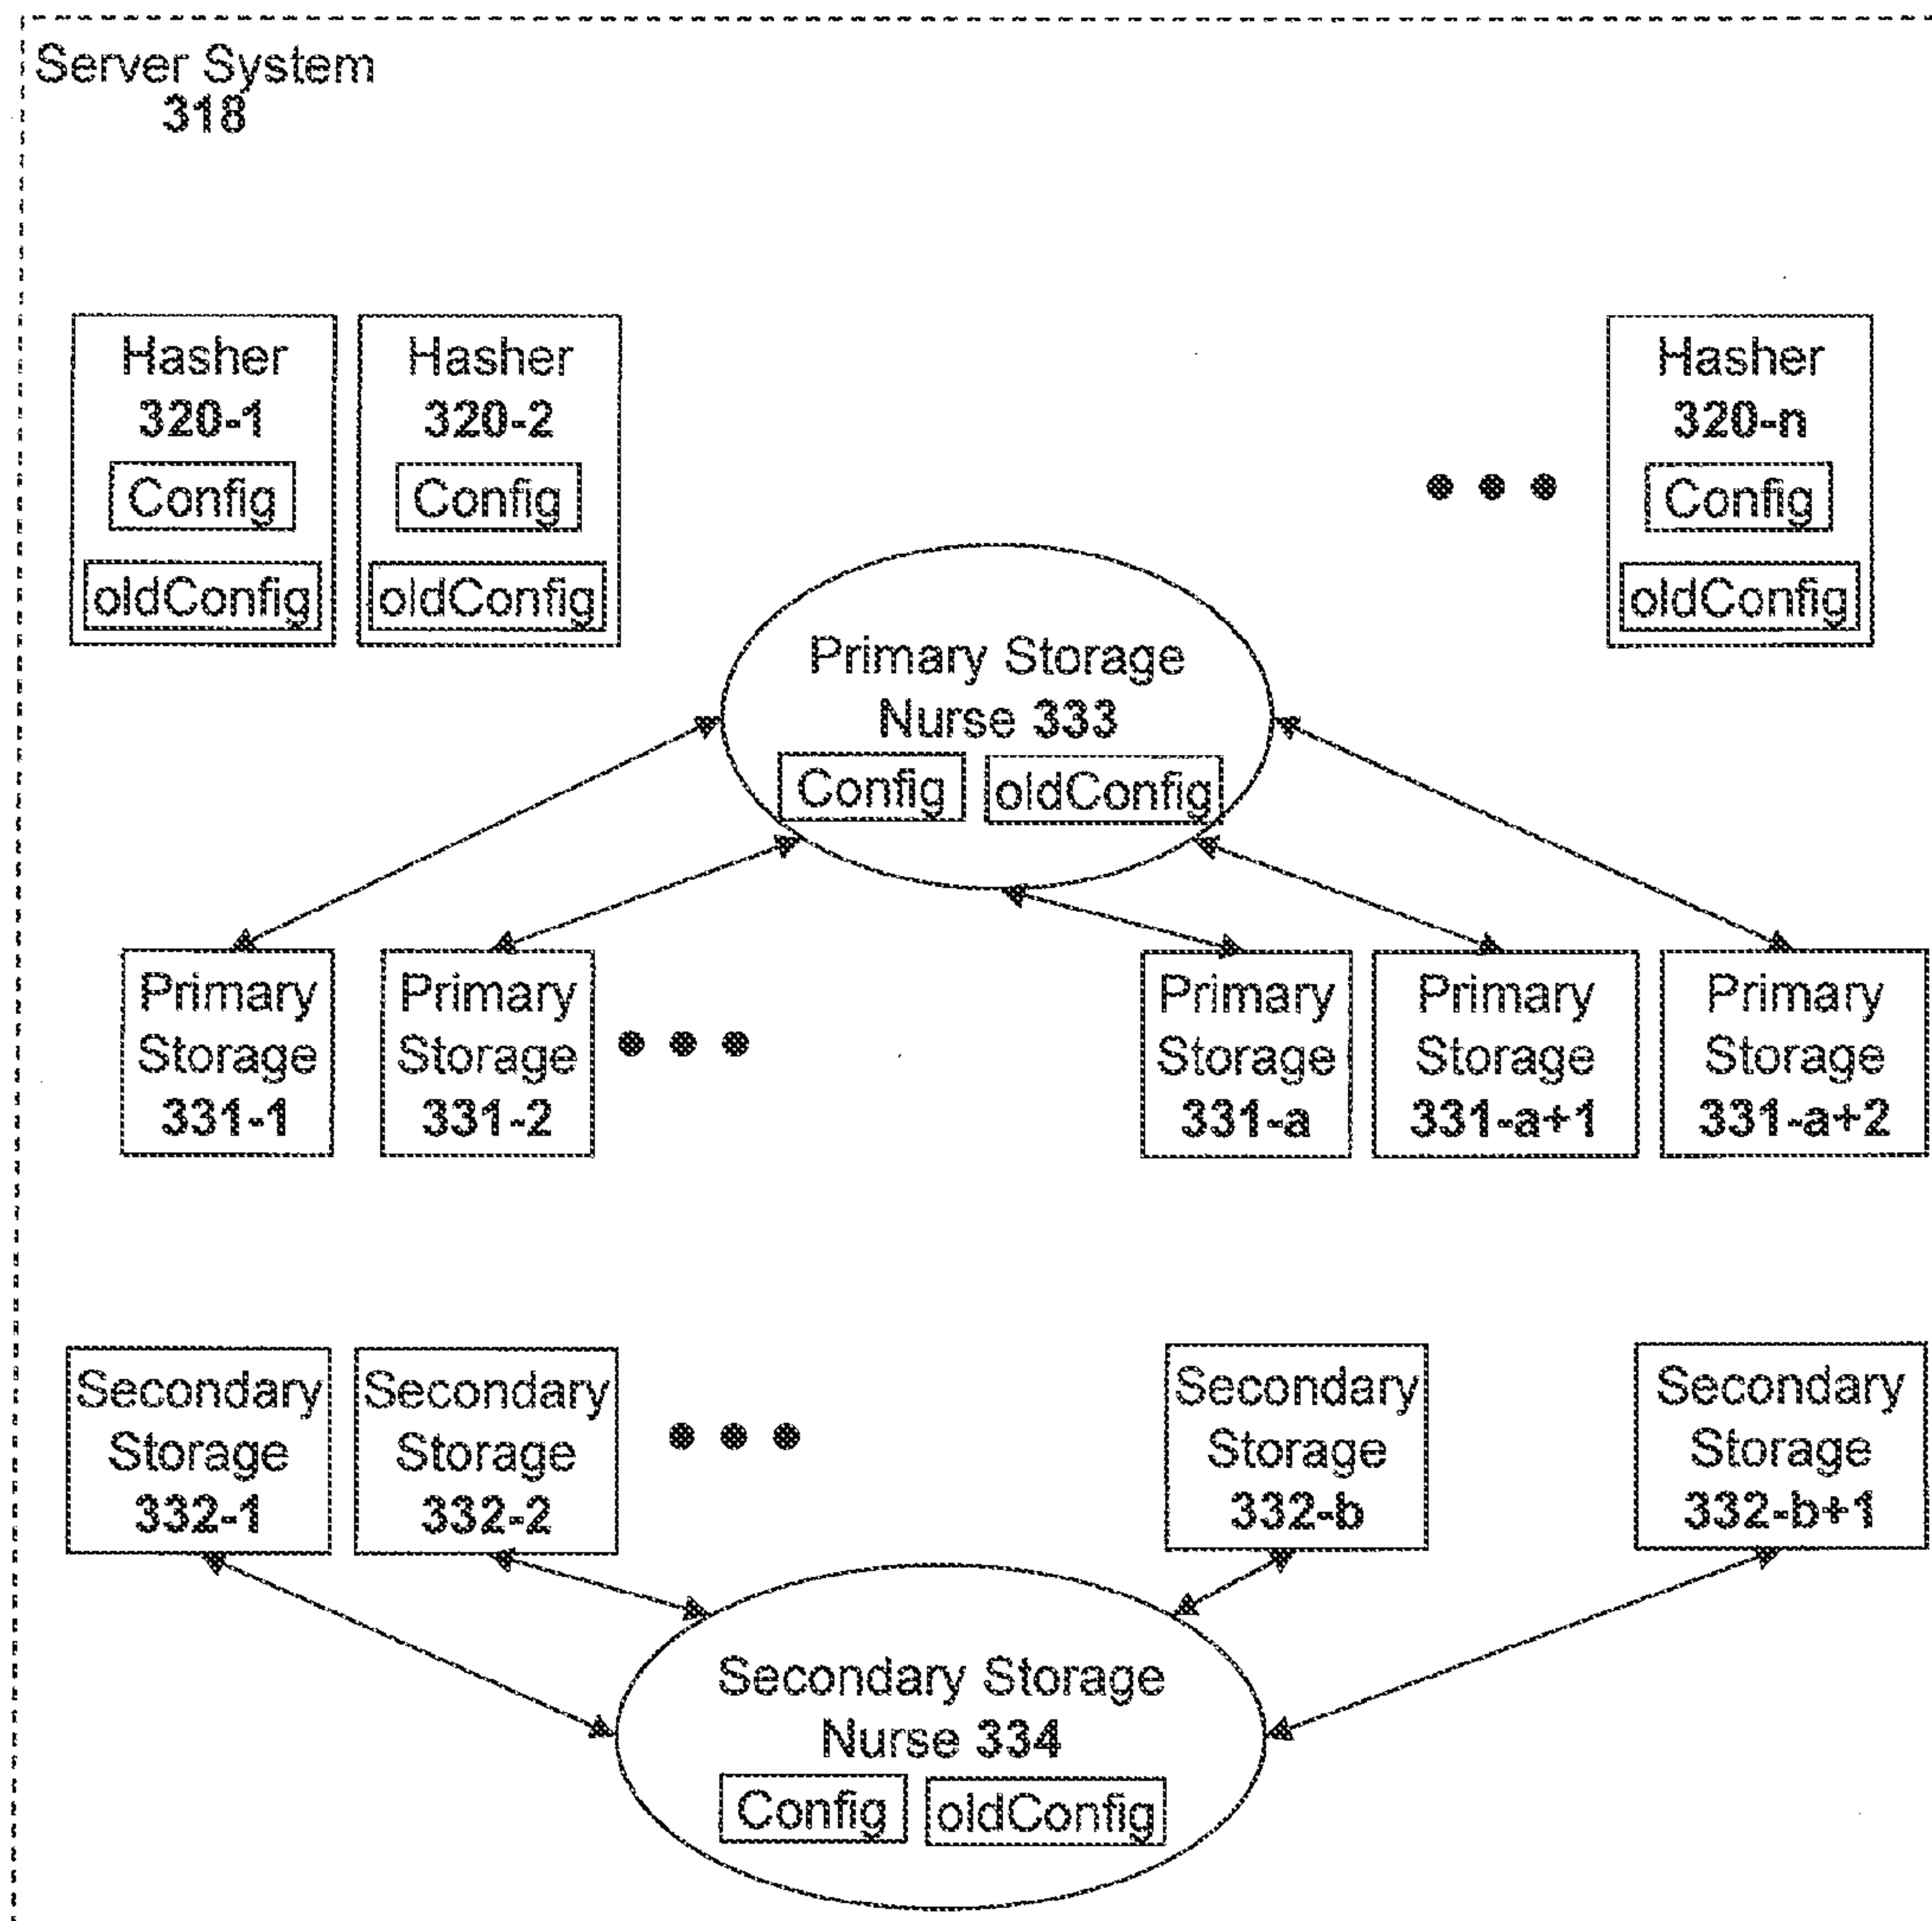 Server System
318
Hasher
320-1
Config
oldConfig
Hasher
320-2
Config
oldConfig
Hasher
320-n
Config
oldConfig
Primary Storage
Nurse 333
Config
oldConfig
Primary
Storage
331-1
Primary
Storage
331-2
Primary
Storage
331-a
Primary
Storage
331-a+1
Primary
Storage
331-a+2
Secondary
Storage
332-1
Secondary
Storage
332-2
Secondary
Storage
332-b
Secondary
Storage
332-b+1
Secondary Storage
Nurse 334
Config
oldConfig